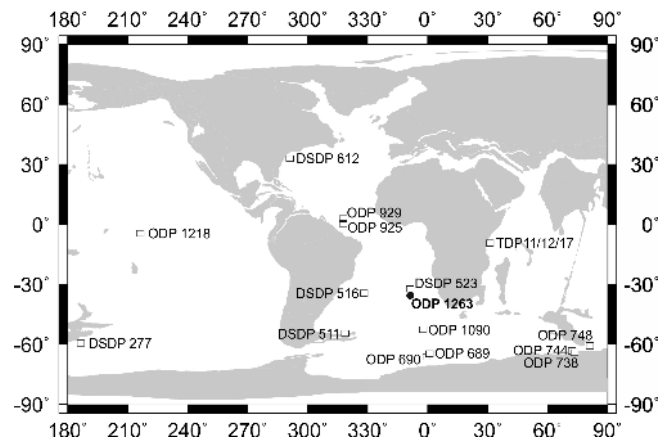 180° 210° 240° 270° 300° 330° 0° 30° 60° 90°
90° 90°
60° 60°
30° 30°
DSDP 612
ODP 929
0° 0°
ODP 925
ODP 1218
TDP11/12/17
-30° -30°
DSDP 523
DSDP 516
ODP 1263
ODP 1090
DSDP 511
ODP 748
DSDP 277
-60° -60°
ODP 690 ODP 689
ODP 744
ODP 738
-90° -90°
180° 210° 240° 270° 300° 330° 0° 30° 60° 90°